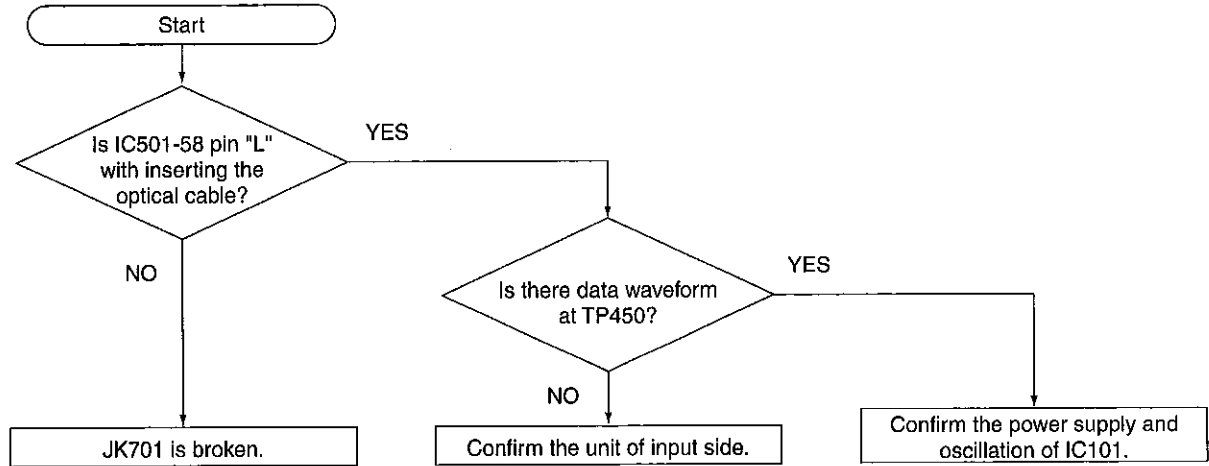 Start
Is IC501-58 pin "L"
with inserting the
optical cable?
YES
NO
Is there data waveform
at TP450?
YES
NO
JK701 is broken.
Confirm the unit of input side.
Confirm the power supply and
oscillation of IC101.